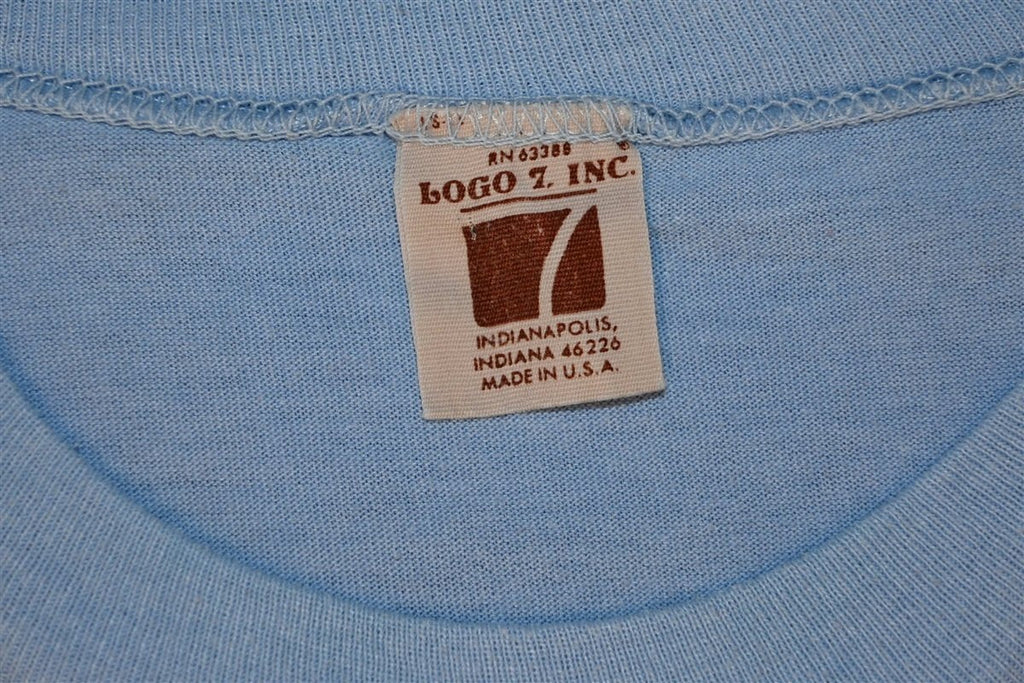 RN 63388
LOGO 7, INC.
7
INDIANAPOLIS,
INDIANA 46226
MADE IN U.S.A.